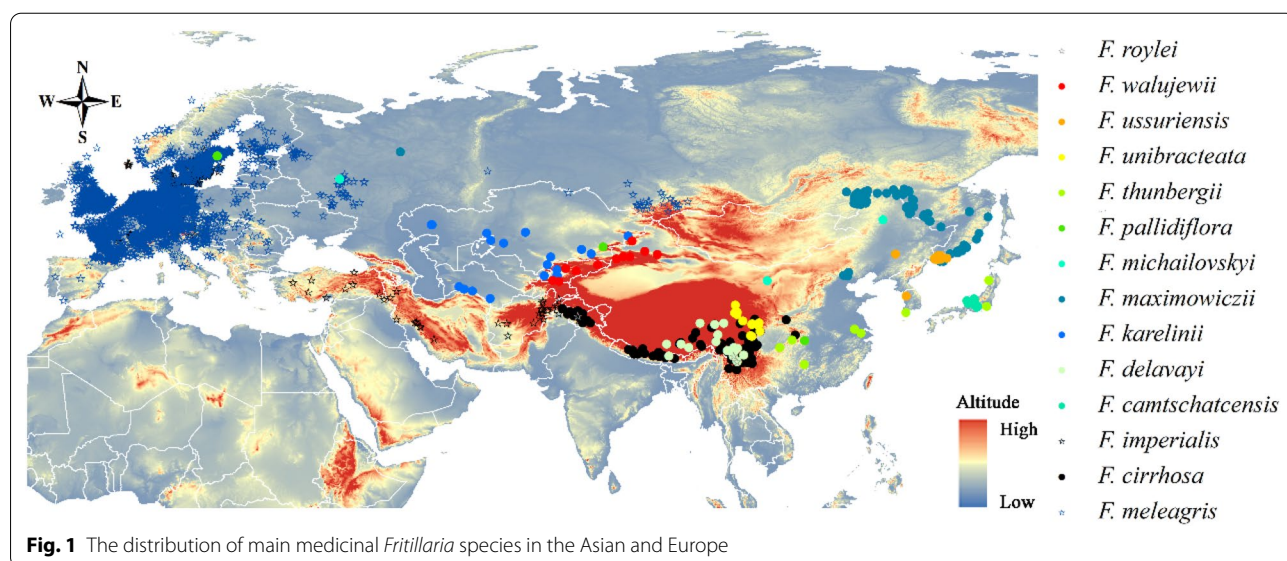 N
W E
S
F. roylei
F. walujewii
F. ussuriensis
F. unibracteata
F. thunbergii
F. pallidiflora
F. michailovskyi
F. maximowiczii
F. karelinii
F. delavayi
F. camtschatcensis
F. imperialis
F. cirrhosa
F. meleagris
Altitude
High
Low
Fig. 1 The distribution of main medicinal Fritillaria species in the Asian and Europe